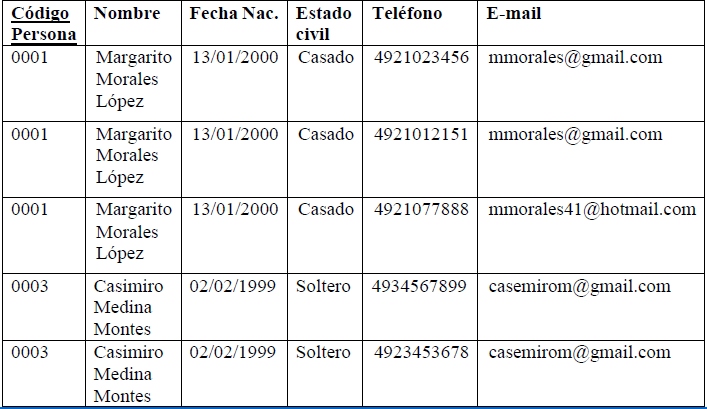 Código Persona | Nombre | Fecha Nac. | Estado civil | Teléfono | E-mail
0001 | Margarito Morales López | 13/01/2000 | Casado | 4921023456 | mmorales@gmail.com
0001 | Margarito Morales López | 13/01/2000 | Casado | 4921012151 | mmorales@gmail.com
0001 | Margarito Morales López | 13/01/2000 | Casado | 4921077888 | mmorales41@hotmail.com
0003 | Casimiro Medina Montes | 02/02/1999 | Soltero | 4934567899 | casemirom@gmail.com
0003 | Casimiro Medina Montes | 02/02/1999 | Soltero | 4923453678 | casemirom@gmail.com